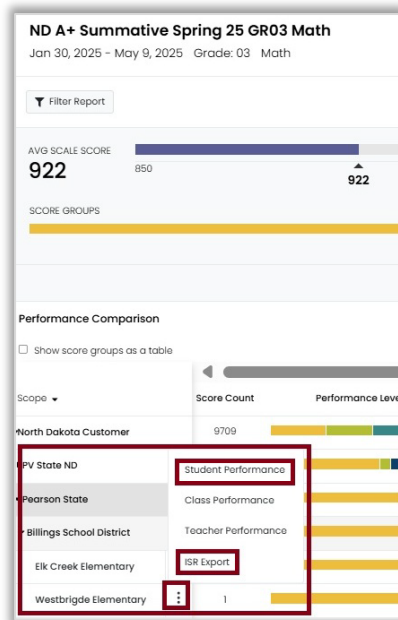 ND A+ Summative Spring 25 GR03 Math
Jan 30, 2025 - May 9, 2025 Grade: 03 Math
Filter Report
AVG SCALE SCORE
922
850
922
SCORE GROUPS
Performance Comparison
Show score groups as a table
Scope Score Count Performance Leve
North Dakota Customer 9709
PV State ND
Student Performance
Pearson State
Class Performance
Billings School District
Teacher Performance
Elk Creek Elementary
ISR Export
Westbrigde Elementary 1